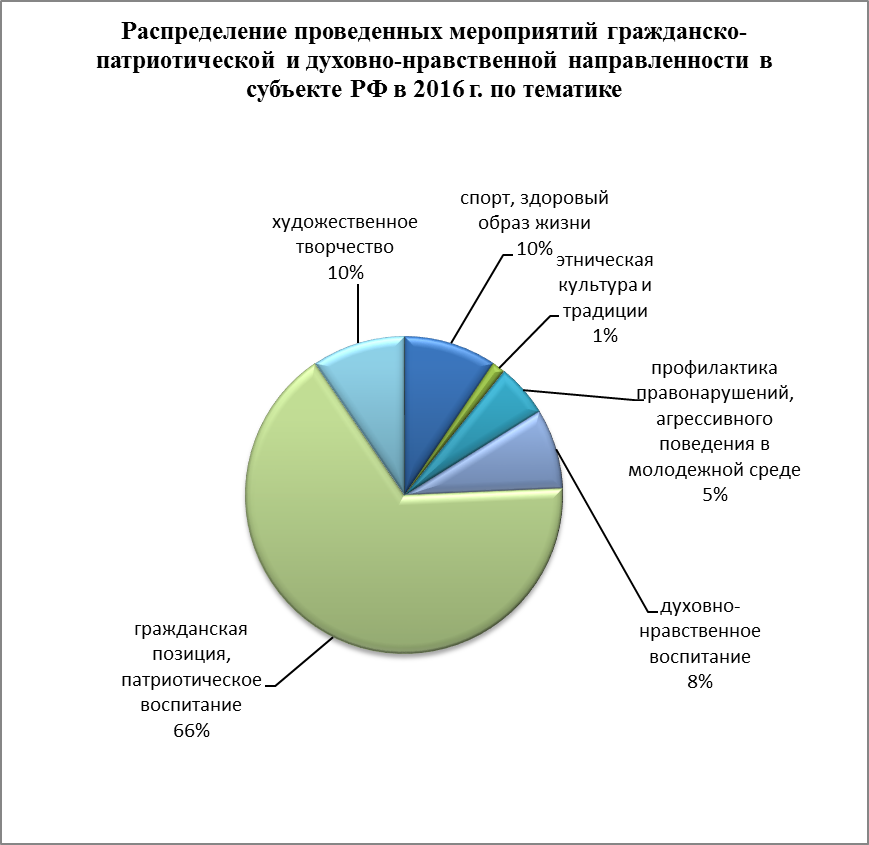 Распределение проведенных мероприятий гражданско-
патриотической и духовно-нравственной направленности в
субъекте РФ в 2016 г. по тематике
художественное
творчество
10%
спорт, здоровый
образ жизни
10%
этническая
культура и
традиции
1%
профилактика
правонарушений,
агрессивного
поведения в
молодежной среде
5%
духовно-
нравственное
воспитание
8%
гражданская
позиция,
патриотическое
воспитание
66%